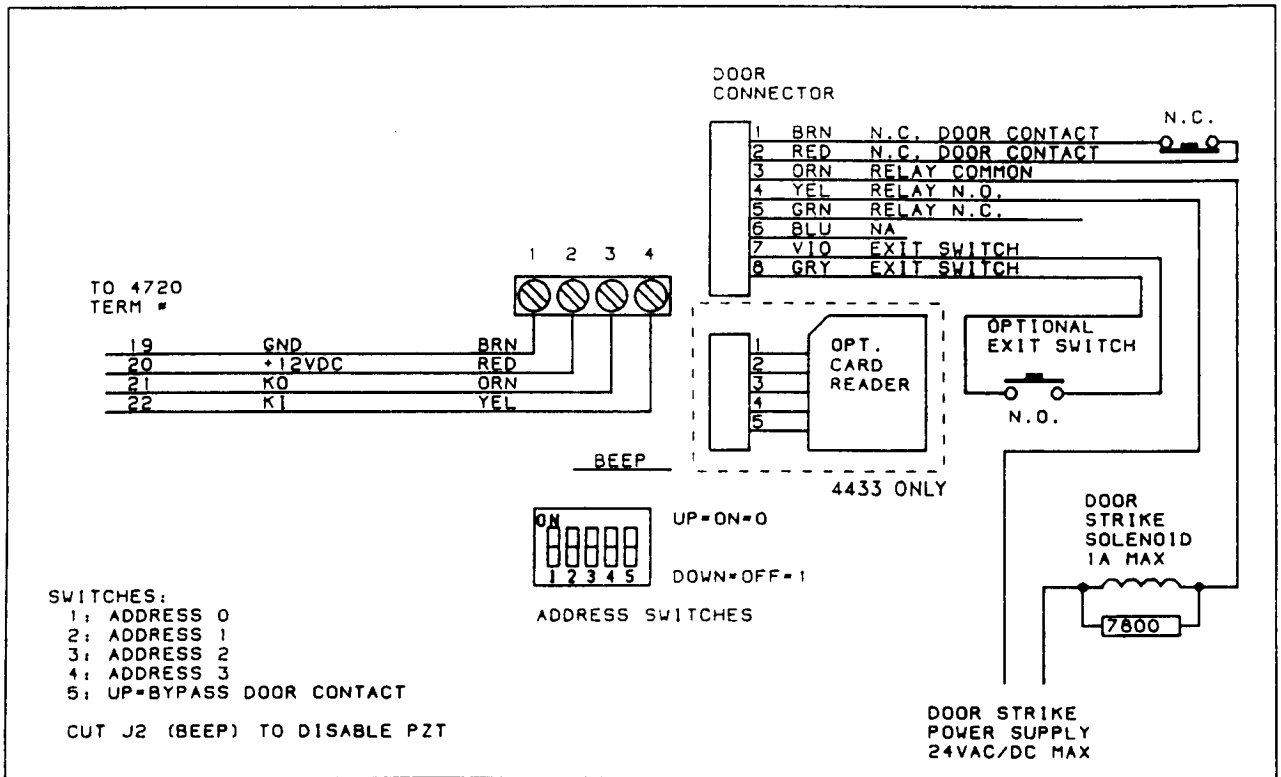 DOOR
CONNECTOR
N.C.
1 BRN N.C. DOOR CONTACT
2 RED N.C. DOOR CONTACT
3 ORN RELAY COMMON
4 YEL RELAY N.O.
5 GRN RELAY N.C.
6 BLU NA
7 VIO EXIT SWITCH
8 GRY EXIT SWITCH
1 2 3 4
TO 4720
TERM #
19 GND BRN
20 +12VDC RED
21 KO ORN
22 KI YEL
1
2
3
4
5
OPT.
CARD
READER
4433 ONLY
OPTIONAL
EXIT SWITCH
N.O.
BEEP
ON
1 2 3 4 5
UP=ON=0
DOWN=OFF=1
ADDRESS SWITCHES
DOOR
STRIKE
SOLENOID
1A MAX
7800
DOOR STRIKE
POWER SUPPLY
24VAC/DC MAX
SWITCHES:
1: ADDRESS 0
2: ADDRESS 1
3: ADDRESS 2
4: ADDRESS 3
5: UP=BYPASS DOOR CONTACT
CUT J2 (BEEP) TO DISABLE PZT